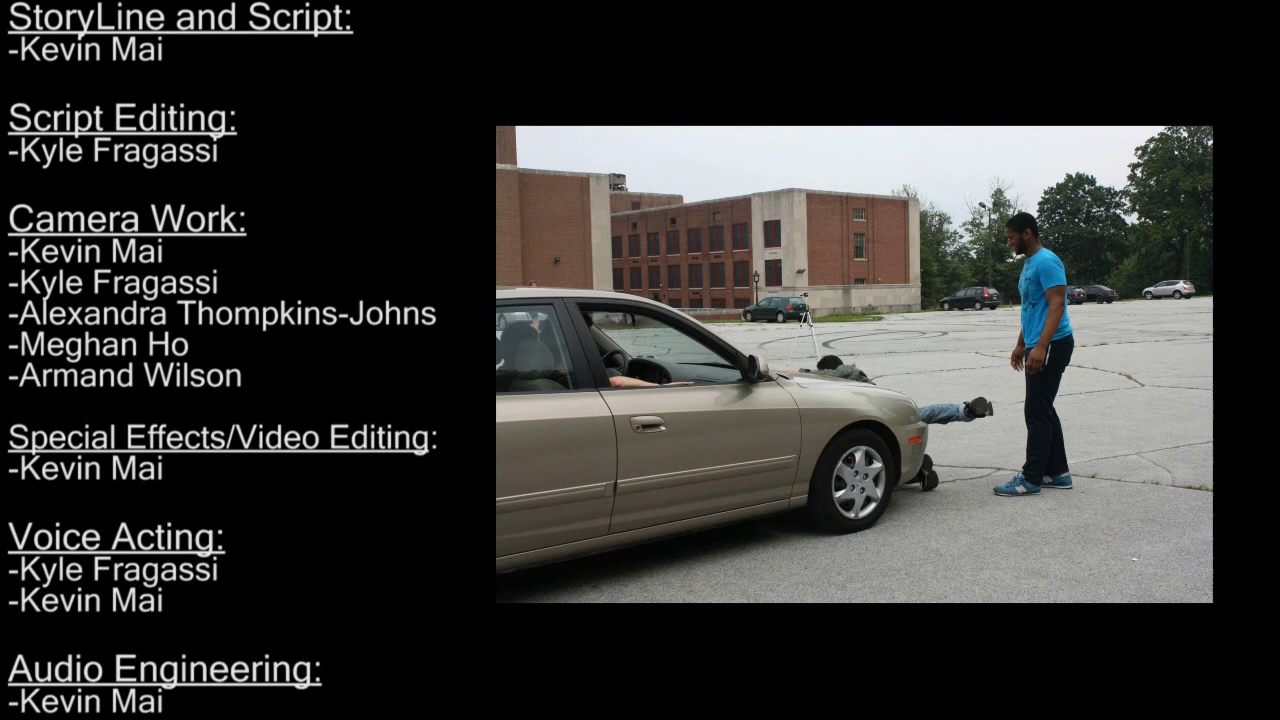 StoryLine and Script:
-Kevin Mai
Script Editing:
-Kyle Fragassi
Camera Work:
-Kevin Mai
-Kyle Fragassi
-Alexandra Thompkins-Johns
-Meghan Ho
-Armand Wilson
Special Effects/Video Editing:
-Kevin Mai
Voice Acting:
-Kyle Fragassi
-Kevin Mai
Audio Engineering:
-Kevin Mai